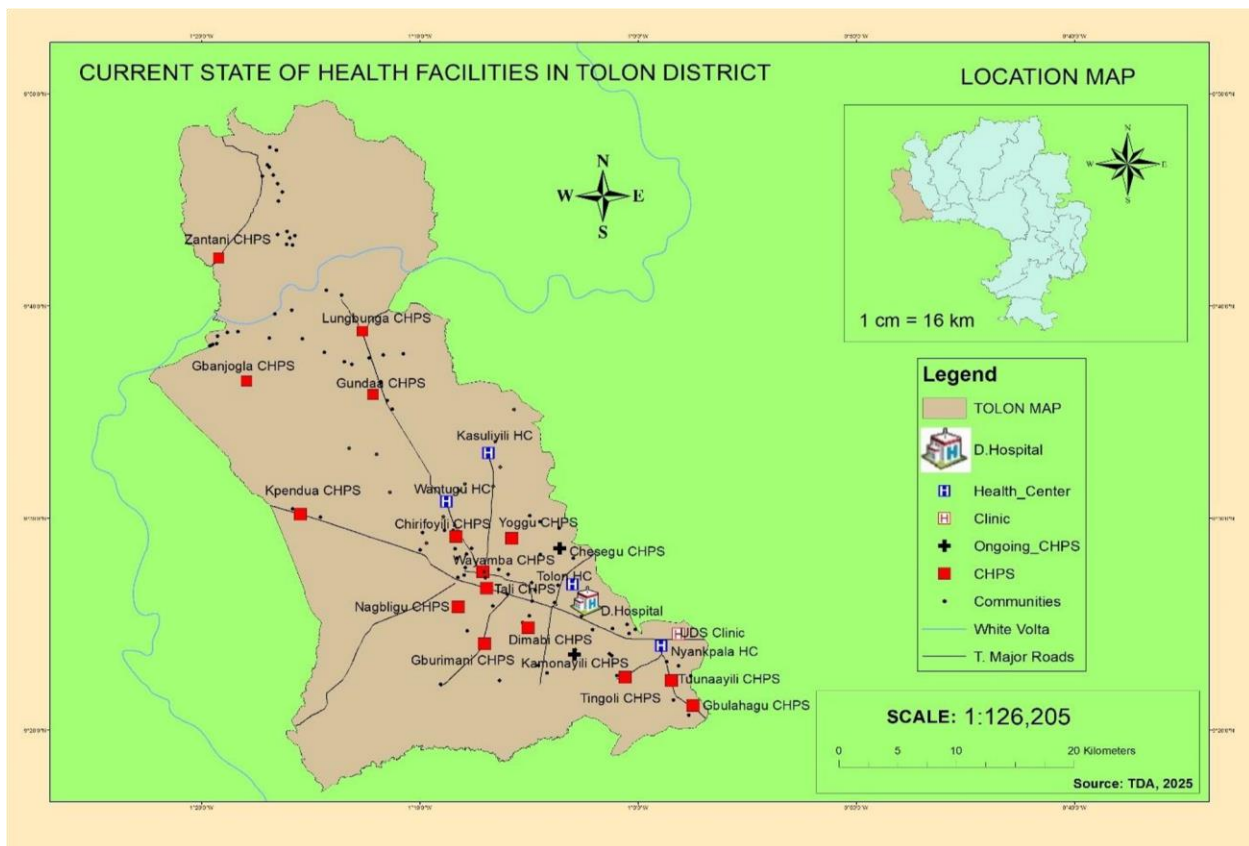 CURRENT STATE OF HEALTH FACILITIES IN TOLON DISTRICT
LOCATION MAP
N
W E
S
N
W E
S
1 cm = 16 km
Zantani CHPS
Lungbunga CHPS
Gbanjogla CHPS
Gundaa CHPS
Kasuliyili HC
Wantugu HC
Kpendua CHPS
Chirifoyili CHPS
Yoggu CHPS
Chesegu CHPS
Wayamba CHPS
Tolon HC
Tali CHPS
Nagbligu CHPS
D.Hospital
Dimabi CHPS
UDS Clinic
Gburimani CHPS
Kamonayili CHPS
Nyankpala HC
Tingoli CHPS
Tuunaayili CHPS
Gbulahagu CHPS
Legend
TOLON MAP
D.Hospital
Health_Center
Clinic
Ongoing_CHPS
CHPS
Communities
White Volta
T. Major Roads
SCALE: 1:126,205
0 5 10 20 Kilometers
Source: TDA, 2025